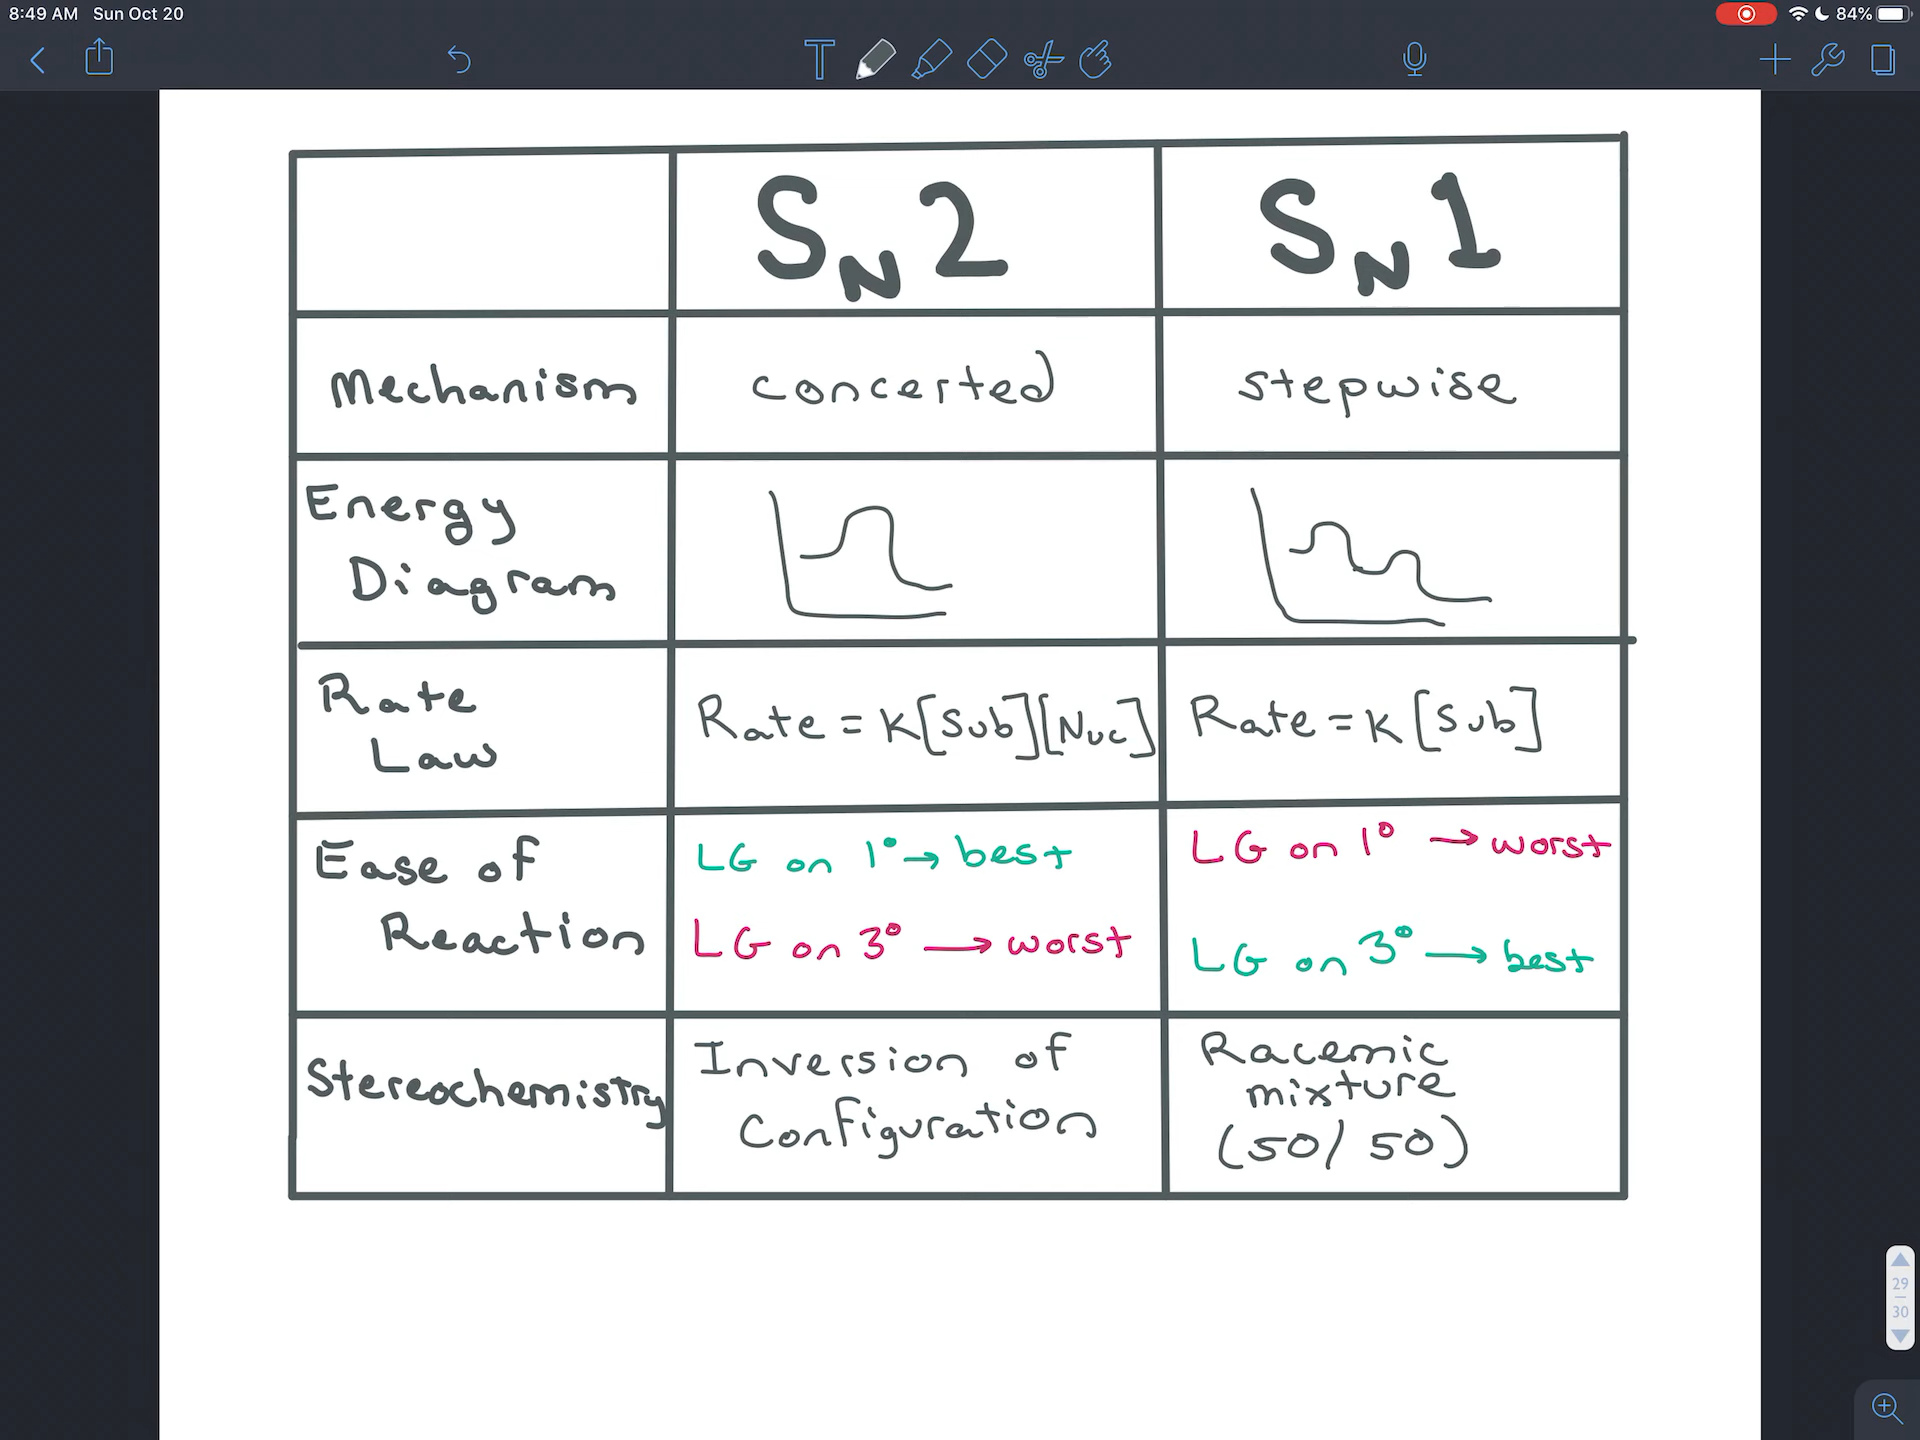 8:49 AM Sun Oct 20
84%
T
SN2
SN1
Mechanism
concerted
stepwise
Energy
Diagram
Rate
Law
Rate = K[Sub][Nuc]
Rate = K[Sub]
Ease of
Reaction
LG on 1° → best
LG on 3° → worst
LG on 1° → worst
LG on 3° → best
Stereochemistry
Inversion of
Configuration
Racemic
mixture
(50/50)
29
30